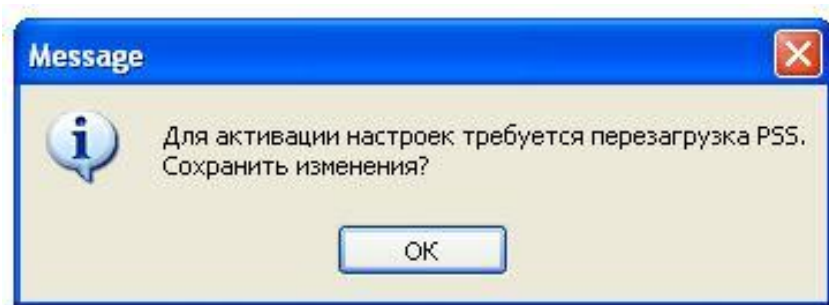 Message
Для активации настроек требуется перезагрузка PSS.
Сохранить изменения?
OK